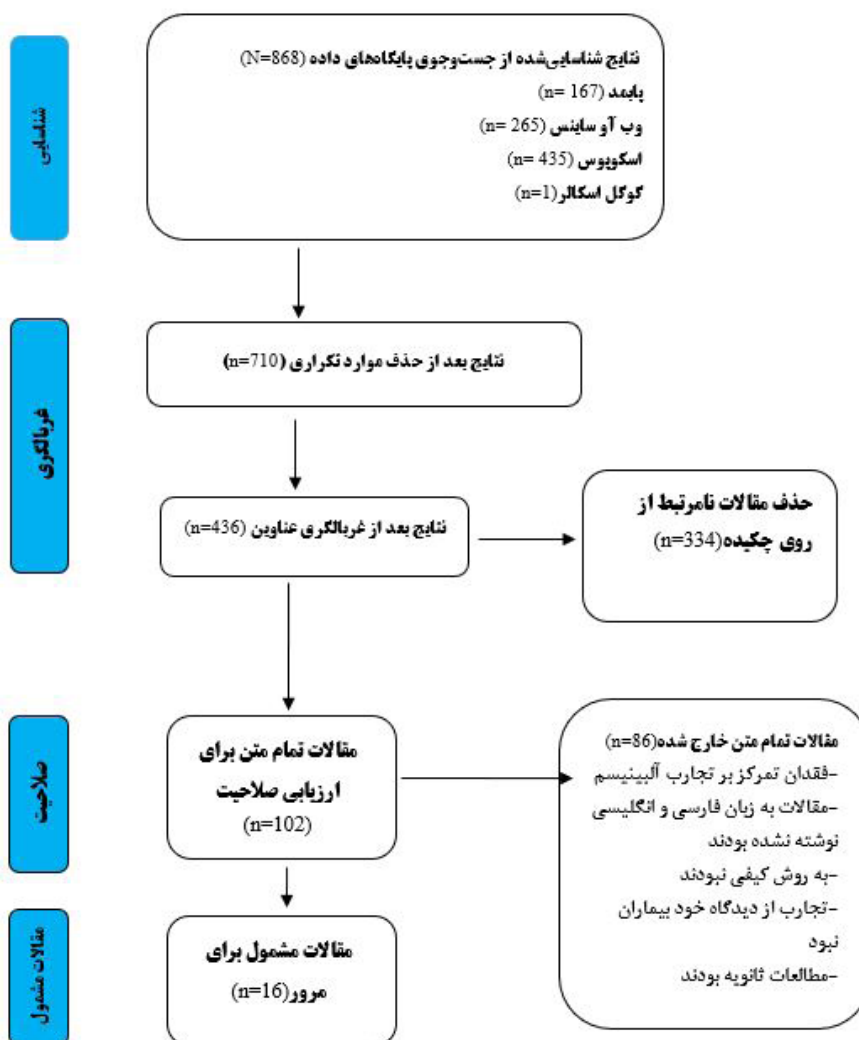 شناسایی
نتایج شناسایی‌شده از جست‌وجوی پایگاه‌های داده (N=868)
پابمد (n= 167)
وب آو ساینس (n= 265)
اسکوپوس (n= 435)
گوگل اسکالر (n=1)
غربالگری
نتایج بعد از حذف موارد تکراری (n=710)
نتایج بعد از غربالگری عناوین (n=436)
حذف مقالات نامرتبط از
روی چکیده(n=334)
صلاحیت
مقالات تمام متن برای
ارزیابی صلاحیت
(n=102)
مقالات تمام متن خارج شده(n=86)
-فقدان تمرکز بر تجارب آلبینیسم
-مقالات به زبان فارسی و انگلیسی
نوشته نشده بودند
-به روش کیفی نبودند
-تجارب از دیدگاه خود بیماران
نبود
-مطالعات ثانویه بودند
مقالات مشمول
مقالات مشمول برای
مرور(n=16)